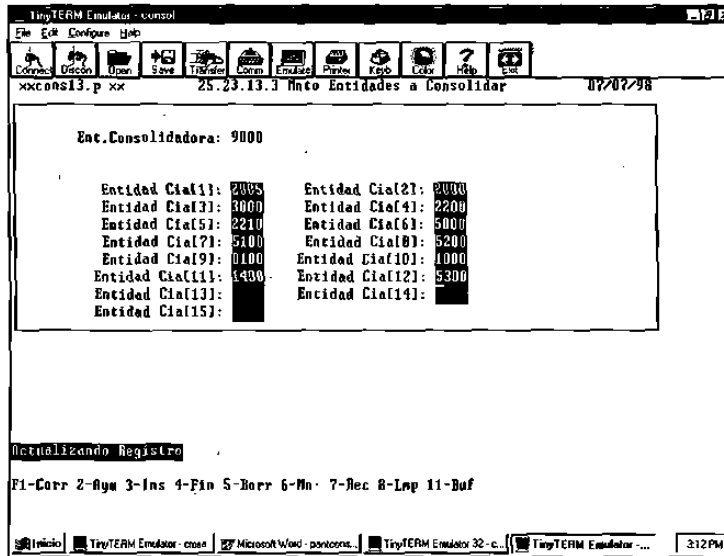 TinyTERM Emulator - consol
File Edit Configure Help
Connect Discon Open Save Transfer Comm Emulate Printer Keyb Color Help Exit
xxcons13.p xx 25.23.13.3 Mnto Entidades a Consolidar 07/07/98
Ent.Consolidadora: 9000
Entidad Cia[1]: 2005 Entidad Cia[2]: 2000
Entidad Cia[3]: 3000 Entidad Cia[4]: 2200
Entidad Cia[5]: 2210 Entidad Cia[6]: 5000
Entidad Cia[7]: 5100 Entidad Cia[8]: 5200
Entidad Cia[9]: 0100 Entidad Cia[10]: 1000
Entidad Cia[11]: 1400 Entidad Cia[12]: 5300
Entidad Cia[13]: Entidad Cia[14]:
Entidad Cia[15]:
Actualizando Registro
F1-Corr 2-Ayu 3-Ins 4-Fin 5-Borr 6-Mn 7-Rec 8-Lmp 11-Buf
Inicio TinyTERM Emulator - Microsoft Word - TinyTERM Emulator 32 - c... TinyTERM Emulator -... 3:12 PM